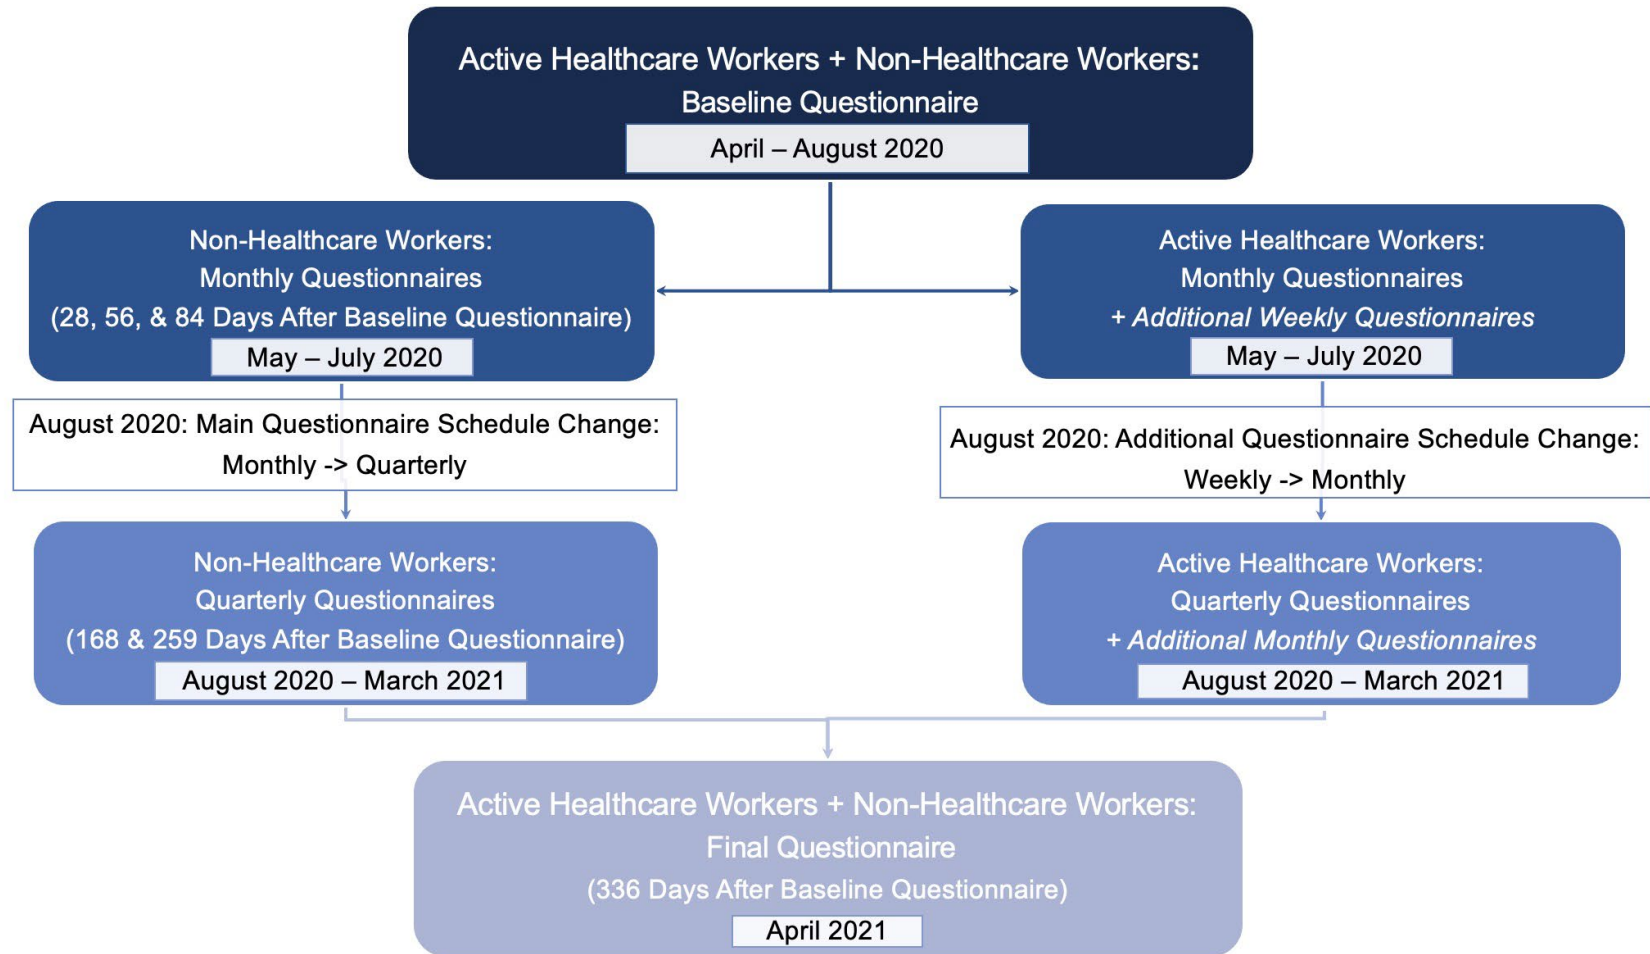 Active Healthcare Workers + Non-Healthcare Workers:
Baseline Questionnaire
April – August 2020
Non-Healthcare Workers:
Monthly Questionnaires
(28, 56, & 84 Days After Baseline Questionnaire)
May – July 2020
Active Healthcare Workers:
Monthly Questionnaires
+ Additional Weekly Questionnaires
May – July 2020
August 2020: Main Questionnaire Schedule Change:
Monthly -> Quarterly
August 2020: Additional Questionnaire Schedule Change:
Weekly -> Monthly
Non-Healthcare Workers:
Quarterly Questionnaires
(168 & 259 Days After Baseline Questionnaire)
August 2020 – March 2021
Active Healthcare Workers:
Quarterly Questionnaires
+ Additional Monthly Questionnaires
August 2020 – March 2021
Active Healthcare Workers + Non-Healthcare Workers:
Final Questionnaire
(336 Days After Baseline Questionnaire)
April 2021